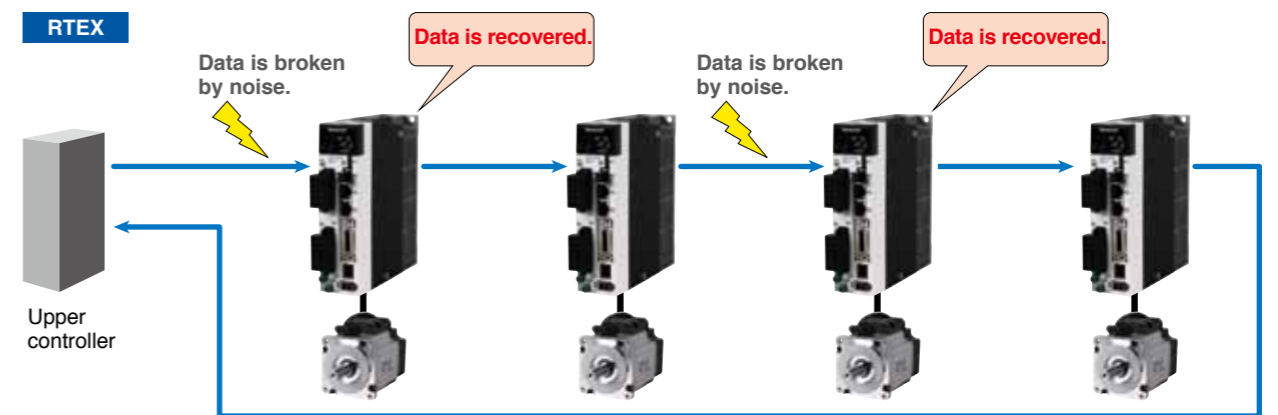 RTEX
Data is broken
by noise.
Data is recovered.
Data is broken
by noise.
Data is recovered.
Upper
controller